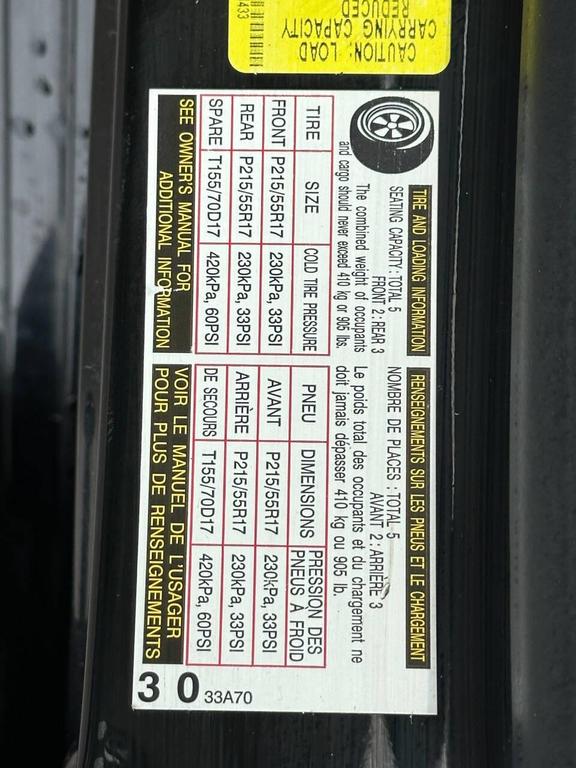 433
CAUTION: LOAD
CARRYING CAPACITY
REDUCED
TIRE AND LOADING INFORMATION
SEATING CAPACITY : TOTAL 5
FRONT 2 : REAR 3
The combined weight of occupants
and cargo should never exceed 410 kg or 905 lbs.
TIRE SIZE COLD TIRE PRESSURE
FRONT P215/55R17 230kPa, 33PSI
REAR P215/55R17 230kPa, 33PSI
SPARE T155/70D17 420kPa, 60PSI
SEE OWNER'S MANUAL FOR
ADDITIONAL INFORMATION
RENSEIGNEMENTS SUR LES PNEUS ET LE CHARGEMENT
NOMBRE DE PLACES : TOTAL 5
AVANT 2 : ARRIÈRE 3
Le poids total des occupants et du chargement ne
doit jamais dépasser 410 kg ou 905 lb.
PNEU DIMENSIONS PRESSION DES
PNEUS À FROID
AVANT P215/55R17 230kPa, 33PSI
ARRIÈRE P215/55R17 230kPa, 33PSI
DE SECOURS T155/70D17 420kPa, 60PSI
VOIR LE MANUEL DE L'USAGER
POUR PLUS DE RENSEIGNEMENTS
3 0 33A70